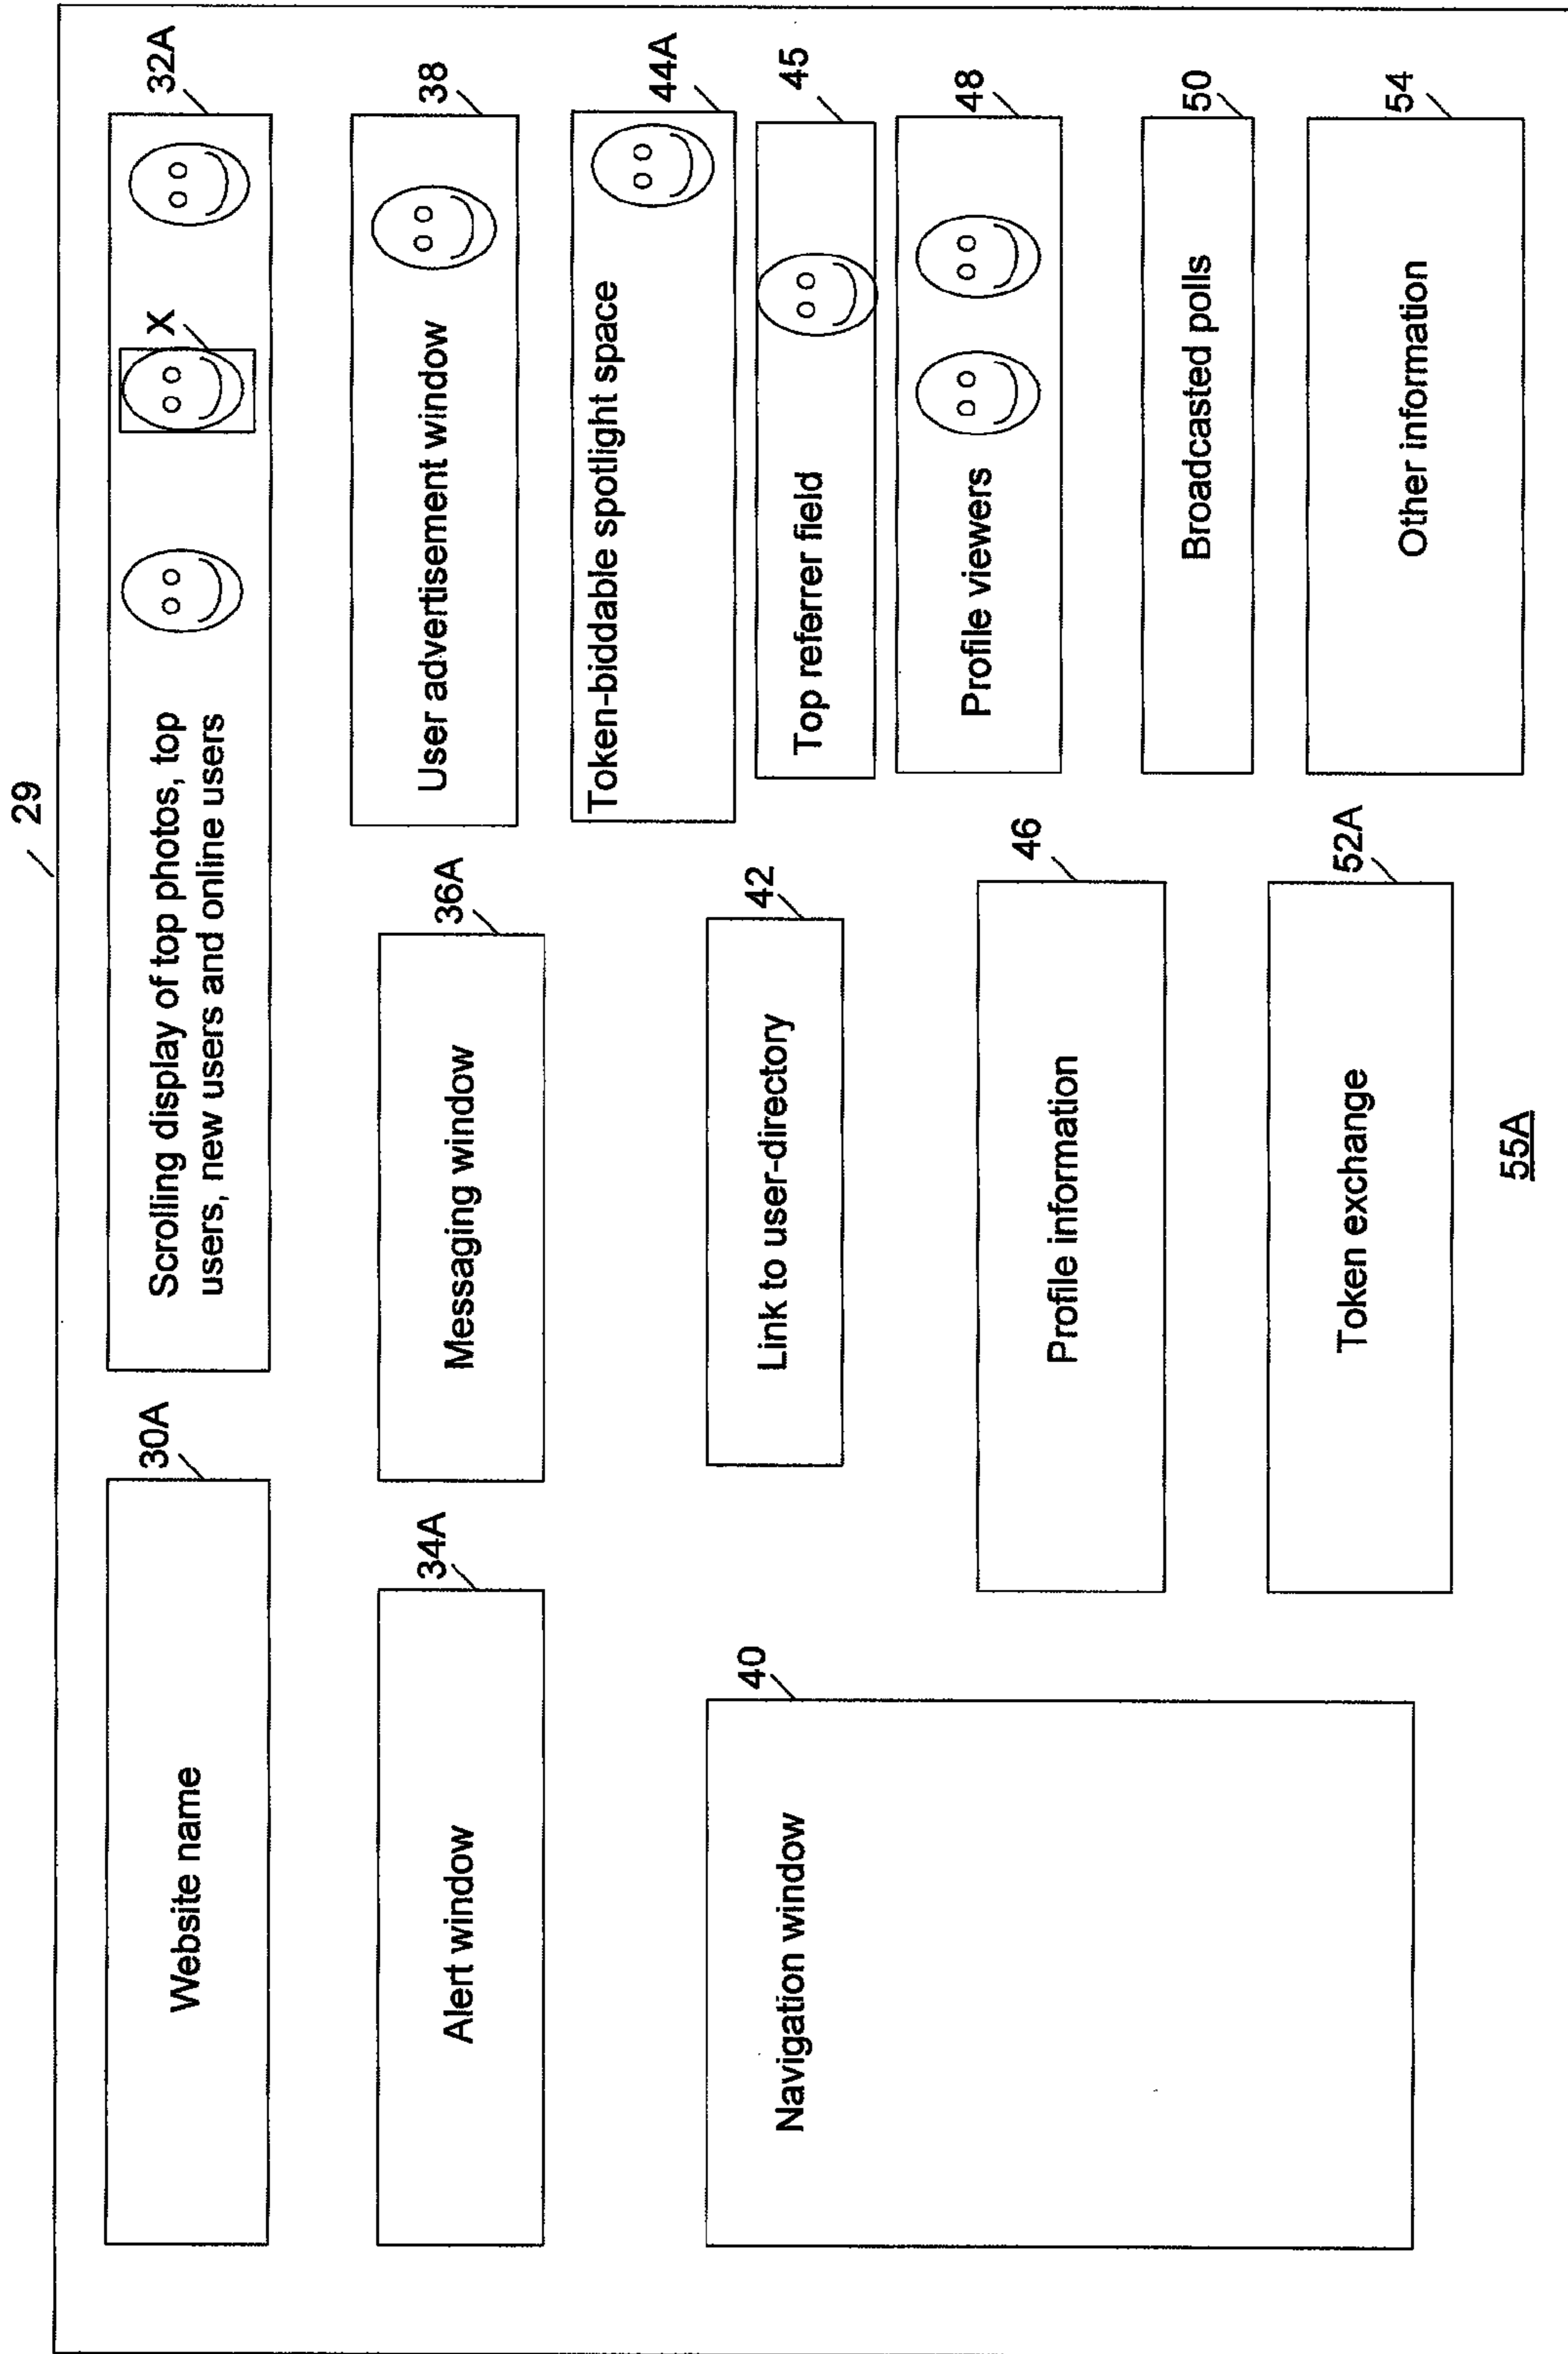 29
30A
Website name
32A
X
Scrolling display of top photos, top
users, new users and online users
34A
Alert window
36A
Messaging window
38
User advertisement window
40
Navigation window
42
Link to user-directory
44A
Token-biddable spotlight space
45
Top referrer field
46
Profile information
48
Profile viewers
50
Broadcasted polls
52A
Token exchange
54
Other information
55A